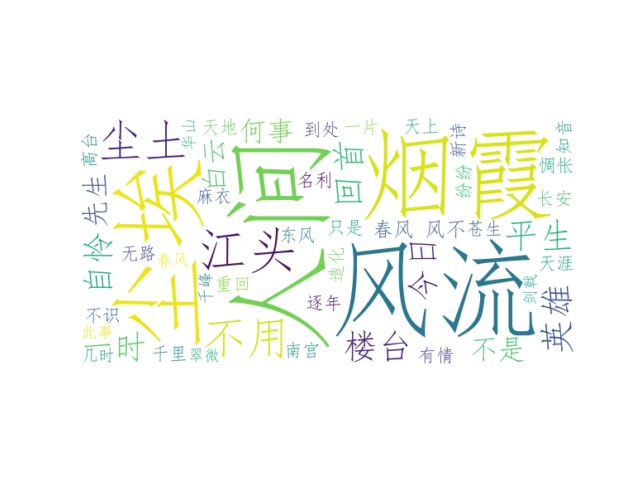 高台
尘土
华山
天地
何事
到处
一片
天上
新诗
知音
先生
尘埃
白云
人间
名利
回首
烟霞
纷纷
惆
长安
麻衣
自怜
无路
春风
江头
东风
只是
春风
风不
苍生
平生
天涯
千峰
重回
造化
今日
风流
剑戟
不识
逐年
英雄
此事
几时
一时
千里
翠微
不用
南宫
楼台
有情
不是